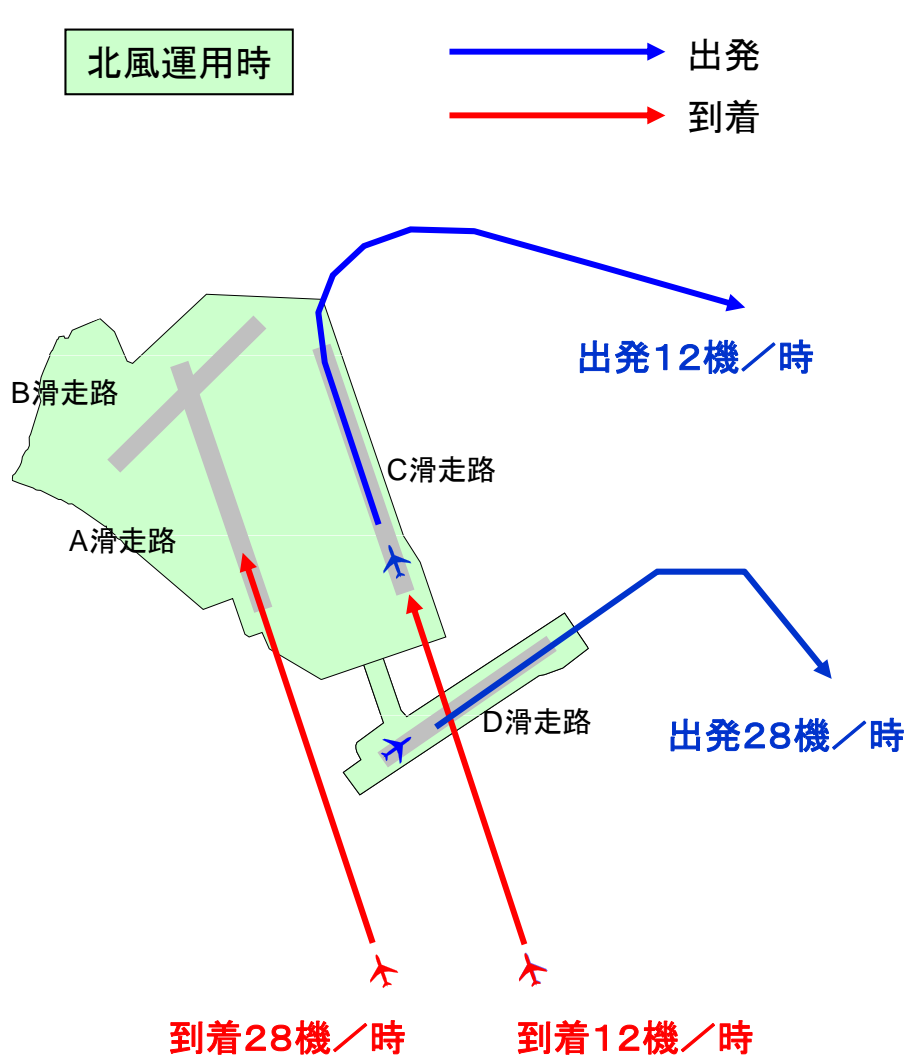 北風運用時
出発
到着
出発12機／時
B滑走路
C滑走路
A滑走路
D滑走路
出発28機／時
到着28機／時
到着12機／時